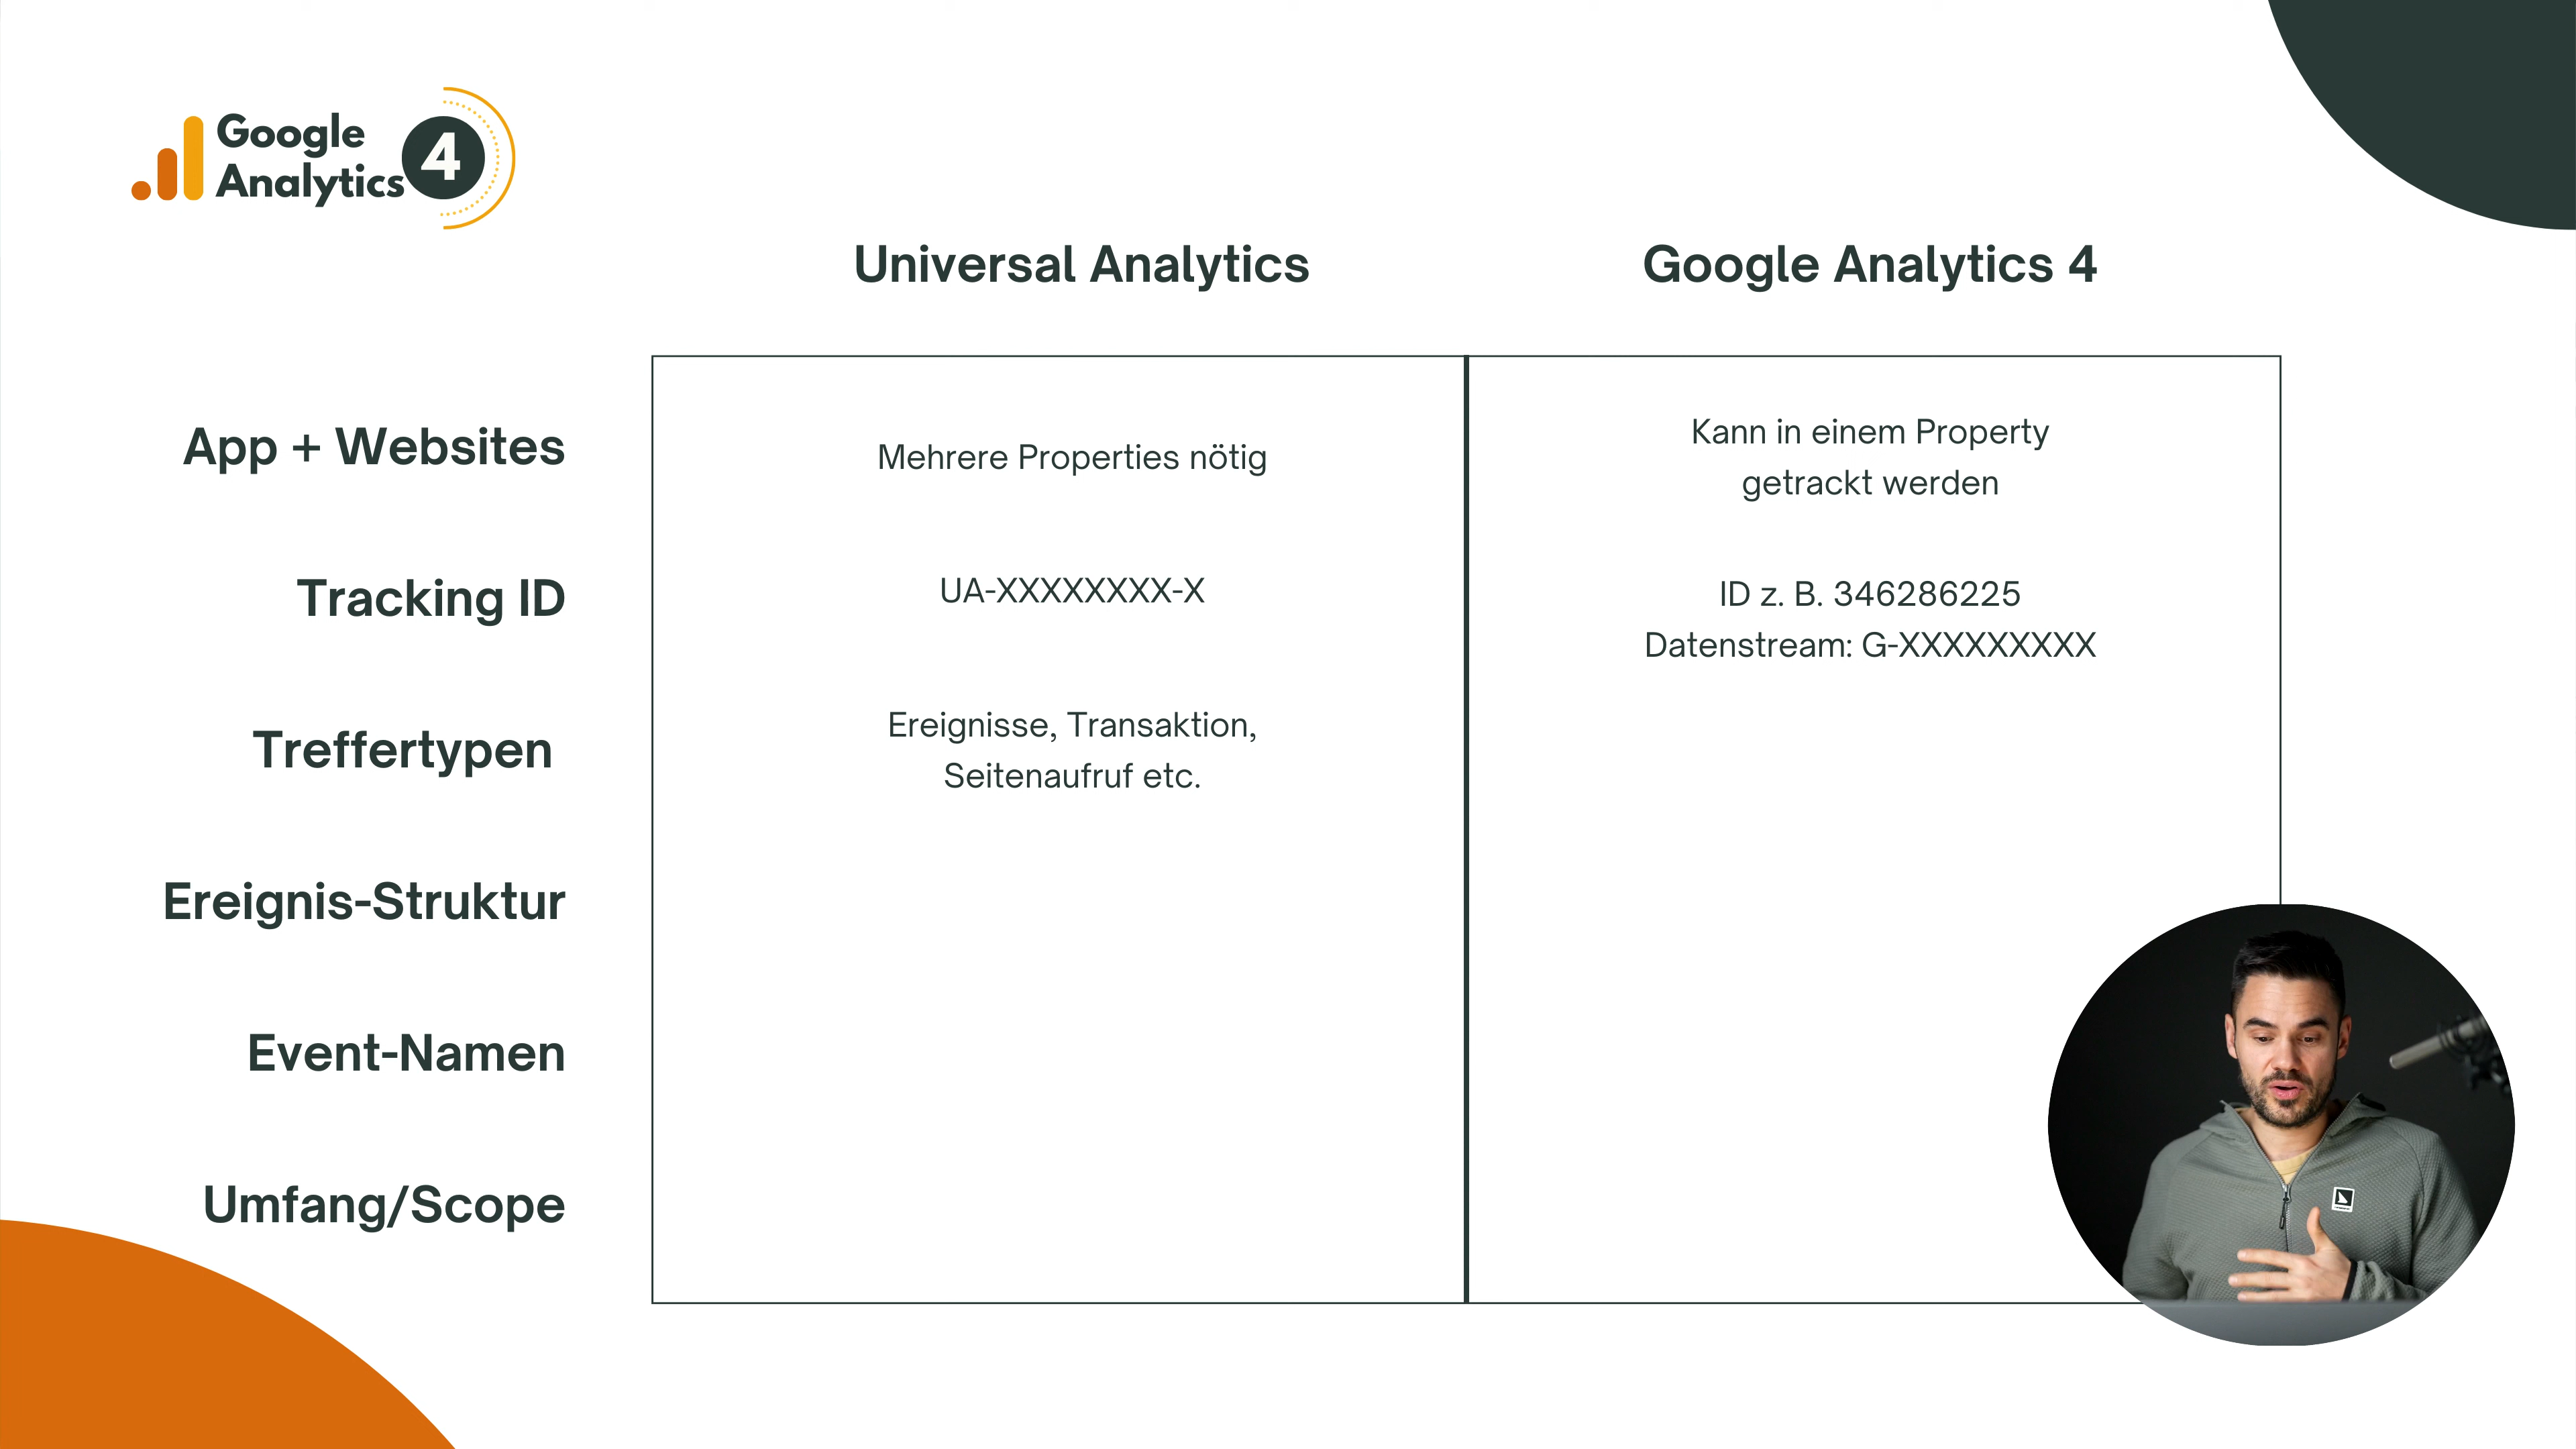 Google
Analytics 4
Universal Analytics
Google Analytics 4
App + Websites
Mehrere Properties nötig
Kann in einem Property
getrackt werden
Tracking ID
UA-XXXXXXXX-X
ID z. B. 346286225
Datenstream: G-XXXXXXXXX
Treffertypen
Ereignisse, Transaktion,
Seitenaufruf etc.
Ereignis-Struktur
Event-Namen
Umfang/Scope